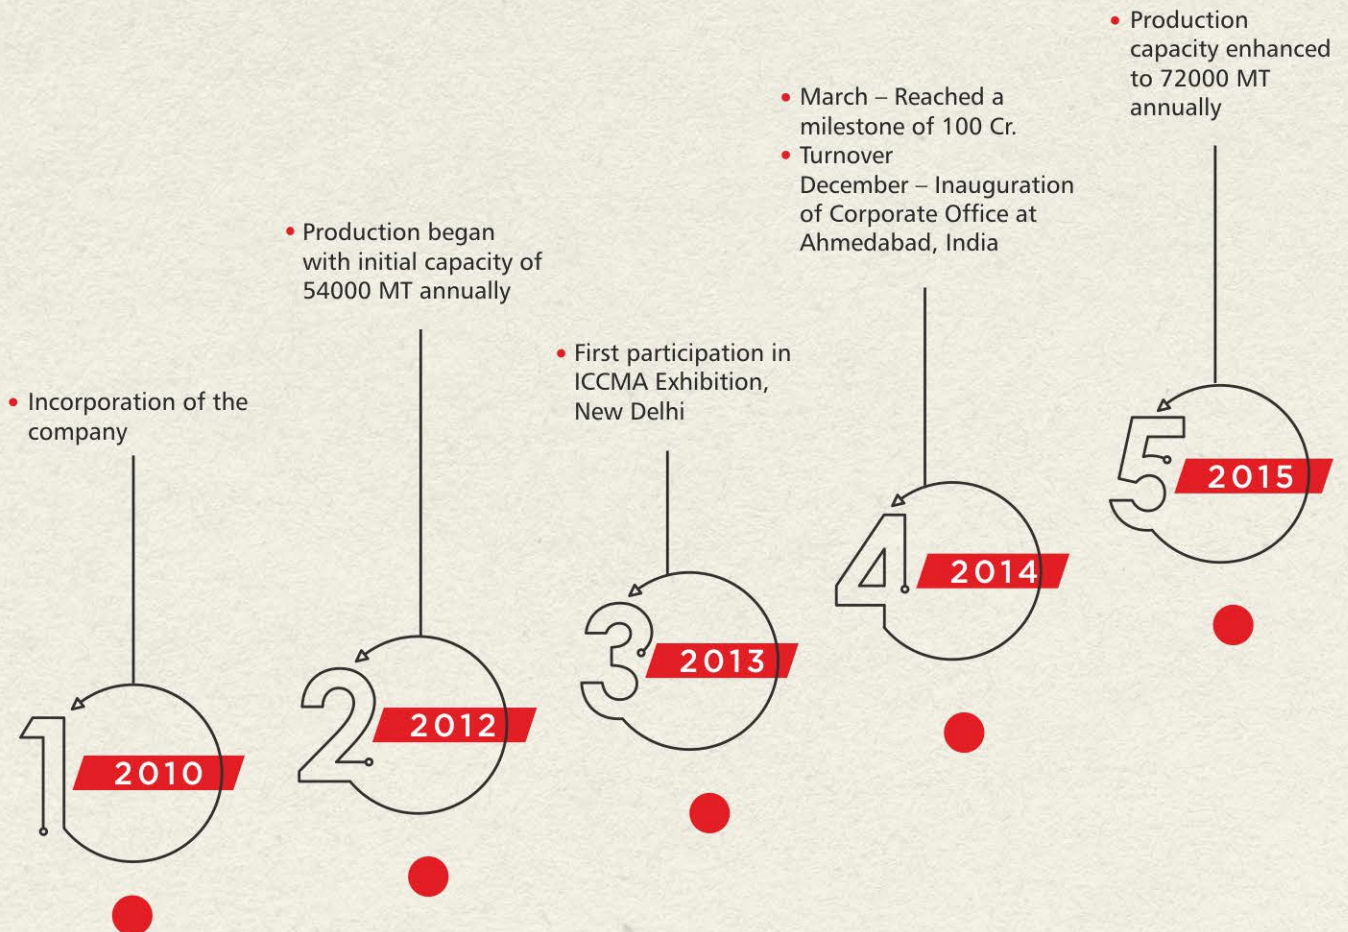 • Incorporation of the
company
1
2010
• Production began
with initial capacity of
54000 MT annually
2
2012
• First participation in
ICCMA Exhibition,
New Delhi
3
2013
• March – Reached a
milestone of 100 Cr.
• Turnover
December – Inauguration
of Corporate Office at
Ahmedabad, India
4
2014
• Production
capacity enhanced
to 72000 MT
annually
5
2015